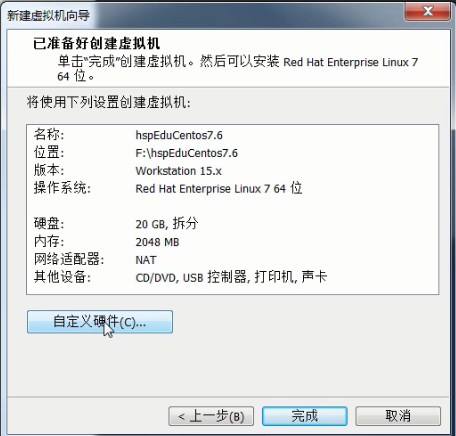 新建虚拟机向导
已准备好创建虚拟机
单击“完成”创建虚拟机。然后可以安装 Red Hat Enterprise Linux 7
64 位。
将使用下列设置创建虚拟机:
名称: hspEduCentos7.6
位置: F:\hspEduCentos7.6
版本: Workstation 15.x
操作系统: Red Hat Enterprise Linux 7 64 位
硬盘: 20 GB, 拆分
内存: 2048 MB
网络适配器: NAT
其他设备: CD/DVD, USB 控制器, 打印机, 声卡
自定义硬件(C)...
< 上一步(B) 完成 取消